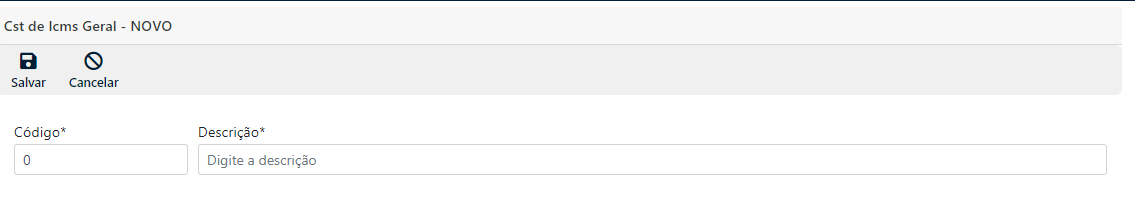 Cst de Icms Geral - NOVO
Salvar Cancelar
Código* Descrição*
0 Digite a descrição